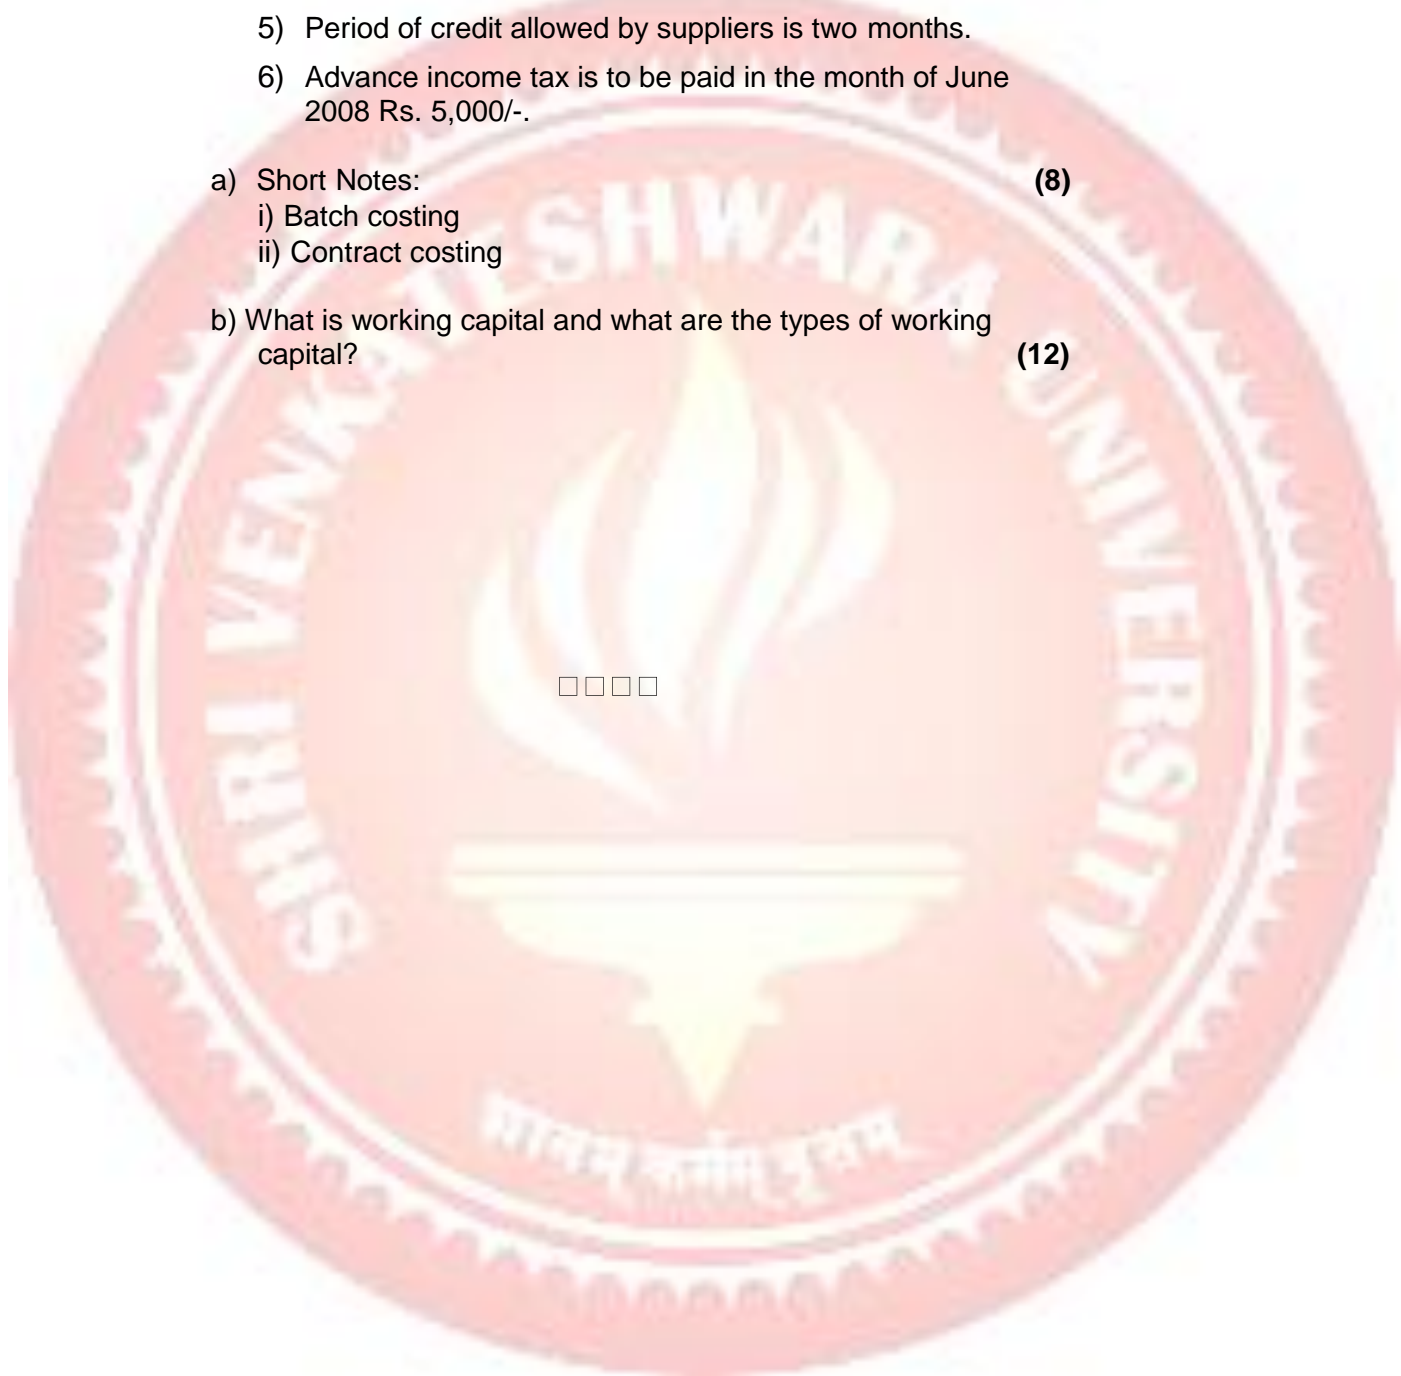 5) Period of credit allowed by suppliers is two months.
6) Advance income tax is to be paid in the month of June
2008 Rs. 5,000/-.
a) Short Notes: (8)
i) Batch costing
ii) Contract costing
b) What is working capital and what are the types of working
capital? (12)
SHRI VENKATESHWARA UNIVERSITY